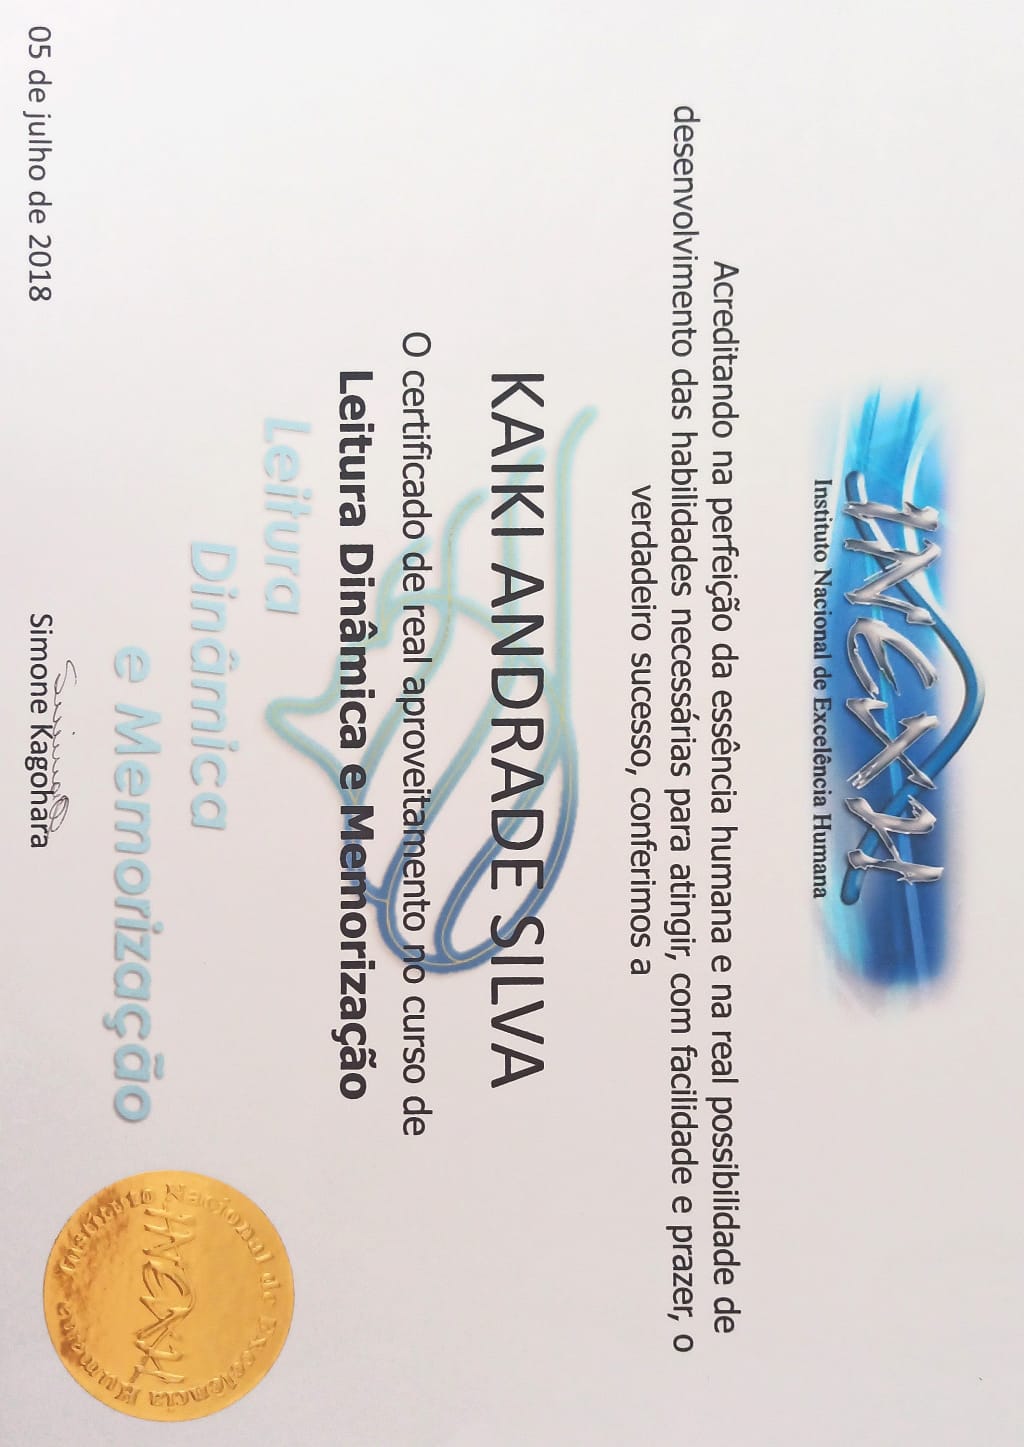 INEXH
Instituto Nacional de Excelência Humana
Acreditando na perfeição da essência humana e na real possibilidade de
desenvolvimento das habilidades necessárias para atingir, com facilidade e prazer, o
verdadeiro sucesso, conferimos a
KAIKI ANDRADE SILVA
O certificado de real aproveitamento no curso de
Leitura Dinâmica e Memorização
Leitura
Dinâmica
e Memorização
Instituto Nacional de Excelencia Humana
INEXH
Simone Kagohara
05 de julho de 2018